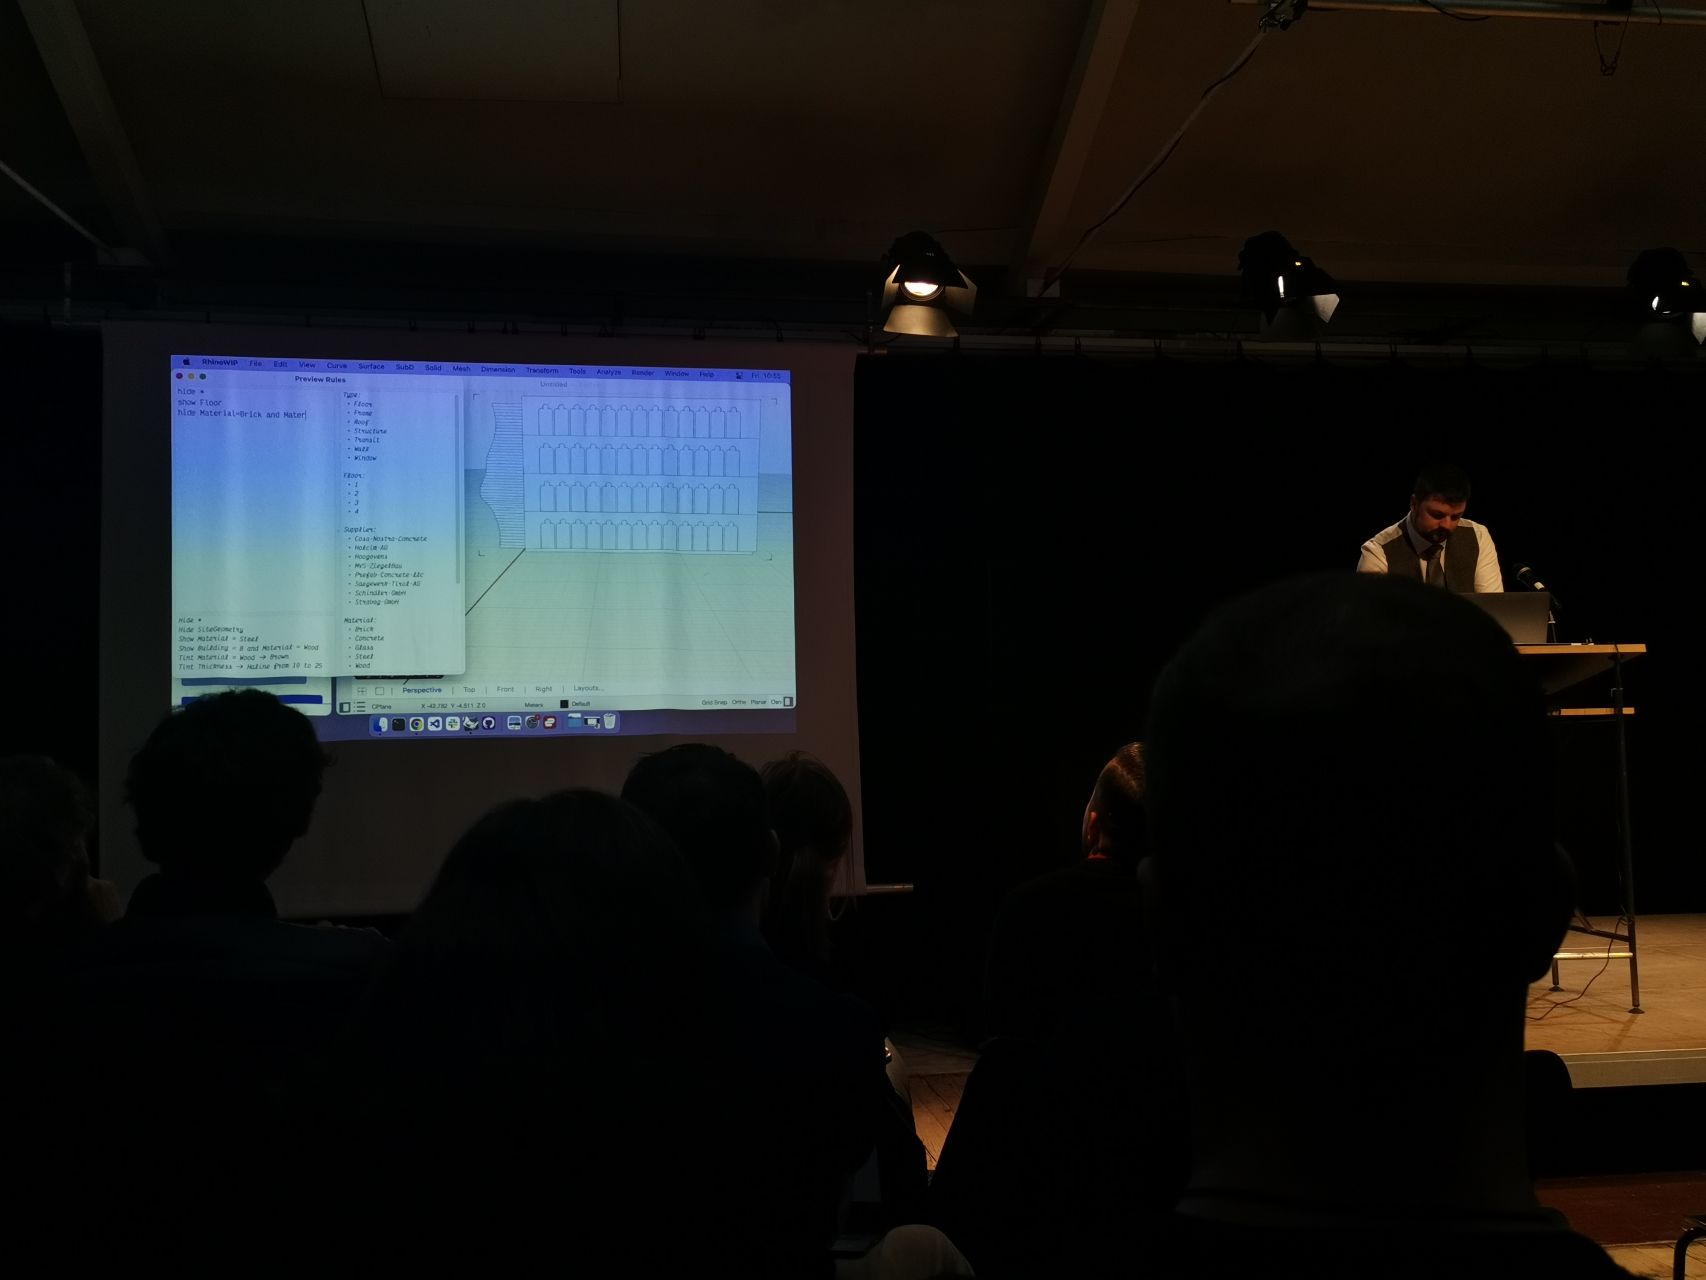 RhinoWIP File Edit View Curve Surface SubD Solid Mesh Dimension Transform Tools Analyze Render Window Help Fri 10:55
Preview Rules
Untitled
hide *
show Floor
hide Material=Brick and Mater
Type:
- Floor
- Frame
- Roof
- Structure
- Transit
- Wall
- Window
Floor:
- 1
- 2
- 3
- 4
Supplier:
- Cosa-Nostra-Concrete
- Holcim-AG
- Hoogovens
- MVS-ZiegelBau
- Prefab-Concrete-LLC
- Saegewerk-Tirol-AG
- Schindler-GmbH
- Strabag-GmbH
Material:
- Brick
- Concrete
- Glass
- Steel
- Wood
Hide *
Hide SiteGeometry
Show Material = Steel
Show Building = B and Material = Wood
Tint Material = Wood → Brown
Tint Thickness → Haline from 10 to 25
Perspective Top Front Right Layouts...
CPlane X -43.782 Y -4.511 Z 0 Meters Default Grid Snap Ortho Planar Osn